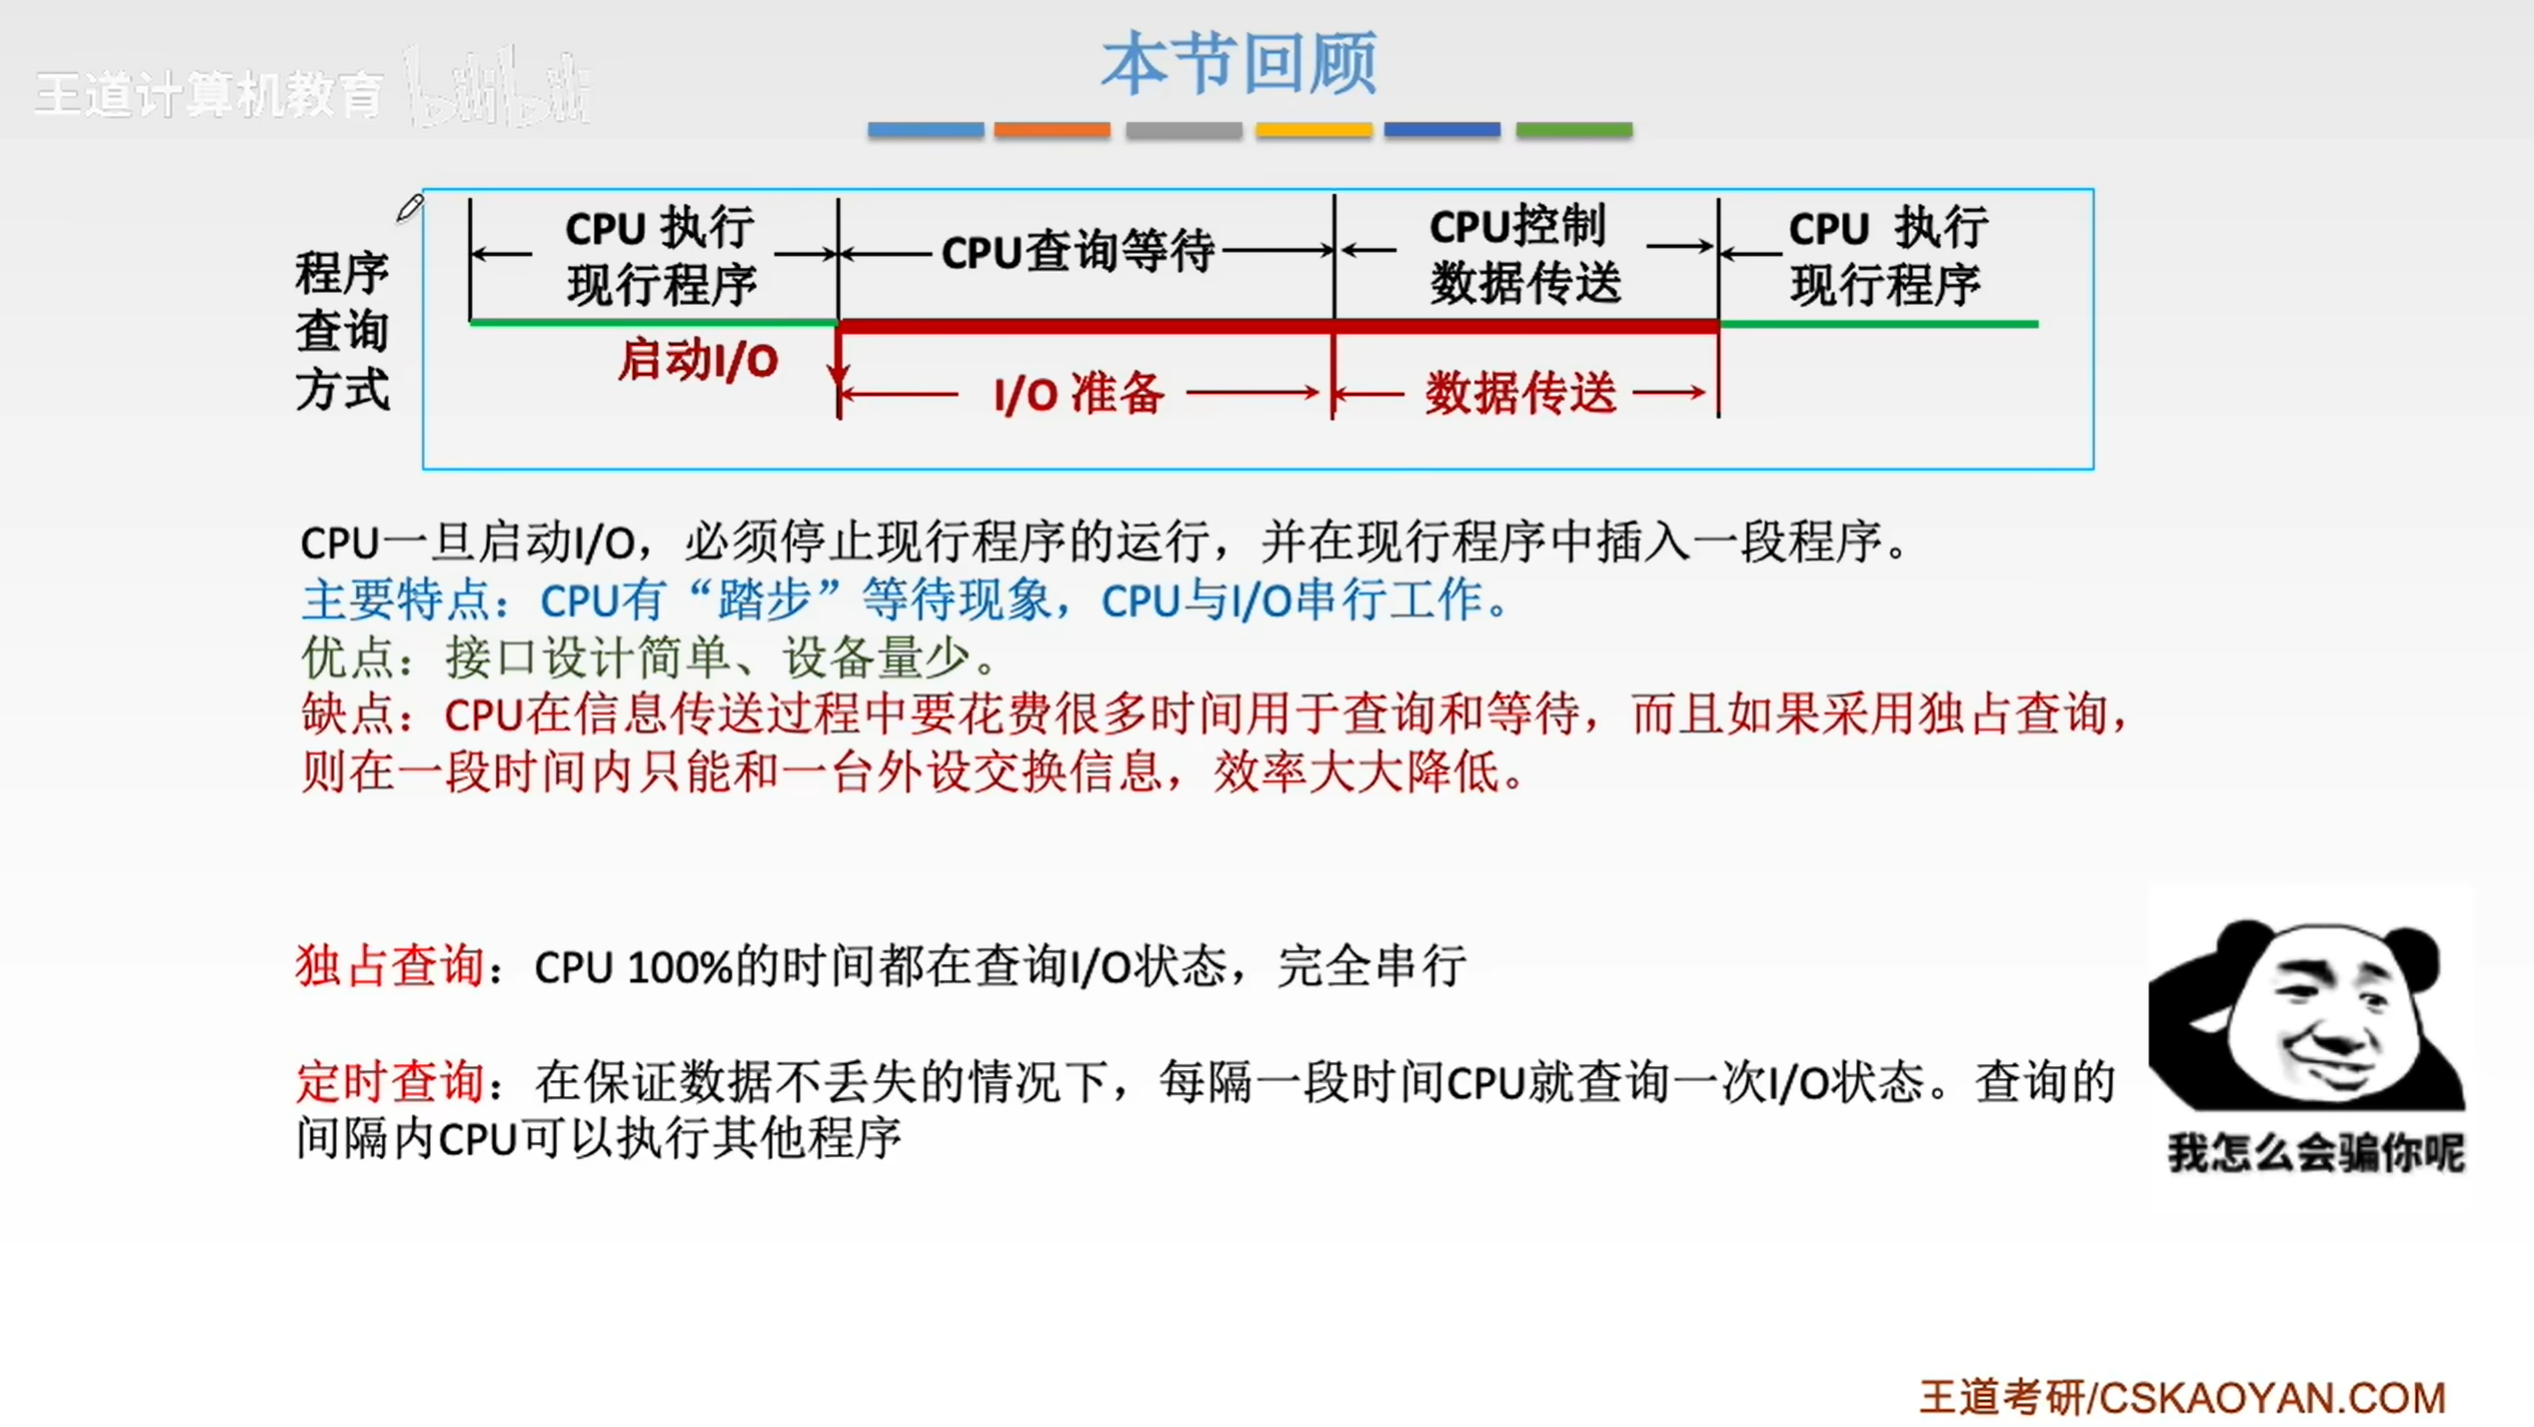 王道计算机教育 bilibili
本节回顾
程序
查询
方式
CPU 执行
现行程序
CPU查询等待
CPU控制
数据传送
CPU 执行
现行程序
启动I/O
I/O 准备
数据传送
CPU一旦启动I/O，必须停止现行程序的运行，并在现行程序中插入一段程序。
主要特点：CPU有“踏步”等待现象，CPU与I/O串行工作。
优点：接口设计简单、设备量少。
缺点：CPU在信息传送过程中要花费很多时间用于查询和等待，而且如果采用独占查询，
则在一段时间内只能和一台外设交换信息，效率大大降低。
独占查询：CPU 100%的时间都在查询I/O状态，完全串行
定时查询：在保证数据不丢失的情况下，每隔一段时间CPU就查询一次I/O状态。查询的
间隔内CPU可以执行其他程序
我怎么会骗你呢
王道考研/CSKAOYAN.COM